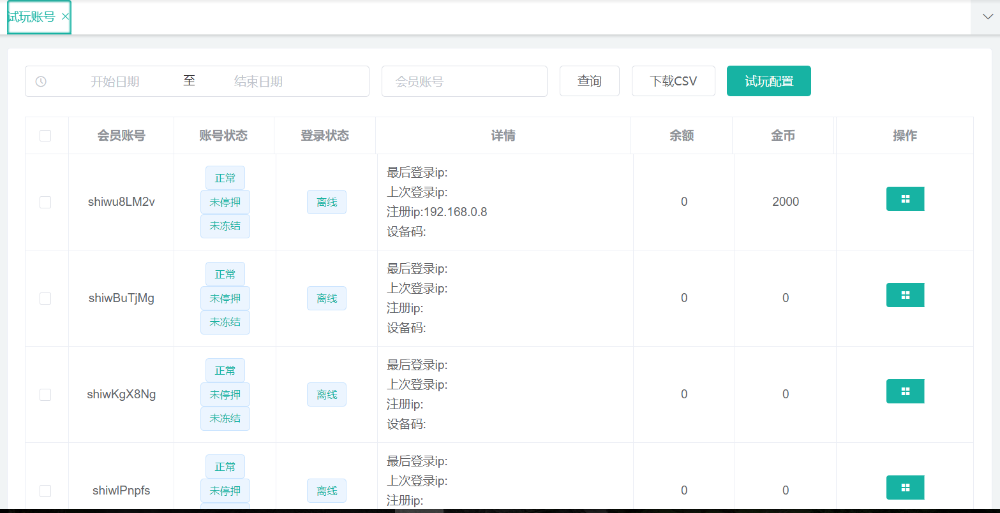 试玩账号
开始日期 至 结束日期 会员账号 查询 下载CSV 试玩配置
会员账号 账号状态 登录状态 详情 余额 金币 操作
shiwu8LM2v
正常
未停押
未冻结
离线
最后登录ip:
上次登录ip:
注册ip:192.168.0.8
设备码:
0
2000
shiwBuTjMg
正常
未停押
未冻结
离线
最后登录ip:
上次登录ip:
注册ip:
设备码:
0
0
shiwKgX8Ng
正常
未停押
未冻结
离线
最后登录ip:
上次登录ip:
注册ip:
设备码:
0
0
shiwlPnpfs
正常
未停押
离线
最后登录ip:
上次登录ip:
注册ip:
0
0